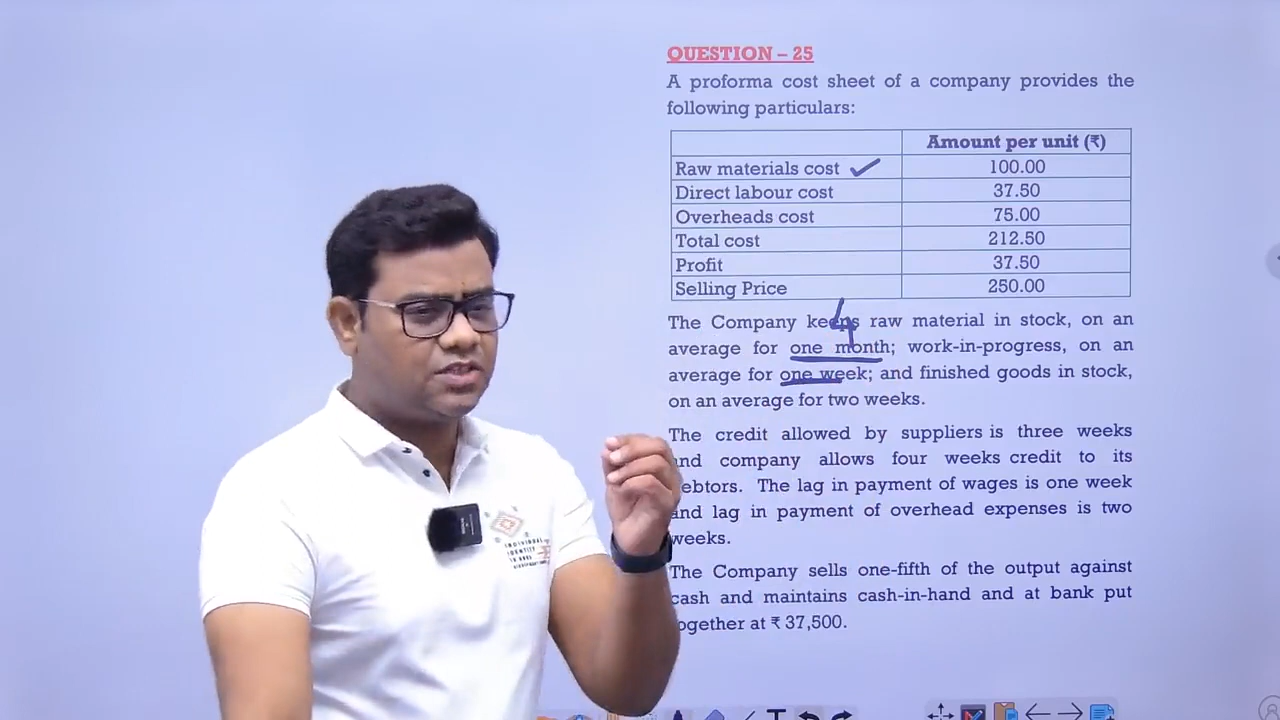 QUESTION – 25
A proforma cost sheet of a company provides the
following particulars:
Amount per unit (₹)
Raw materials cost 100.00
Direct labour cost 37.50
Overheads cost 75.00
Total cost 212.50
Profit 37.50
Selling Price 250.00
4
The Company keeps raw material in stock, on an
average for one month; work-in-progress, on an
average for one week; and finished goods in stock,
on an average for two weeks.
The credit allowed by suppliers is three weeks
and company allows four weeks credit to its
debtors. The lag in payment of wages is one week
and lag in payment of overhead expenses is two
weeks.
The Company sells one-fifth of the output against
cash and maintains cash-in-hand and at bank put
together at ₹ 37,500.
INDIVIDUAL
IDENTITY